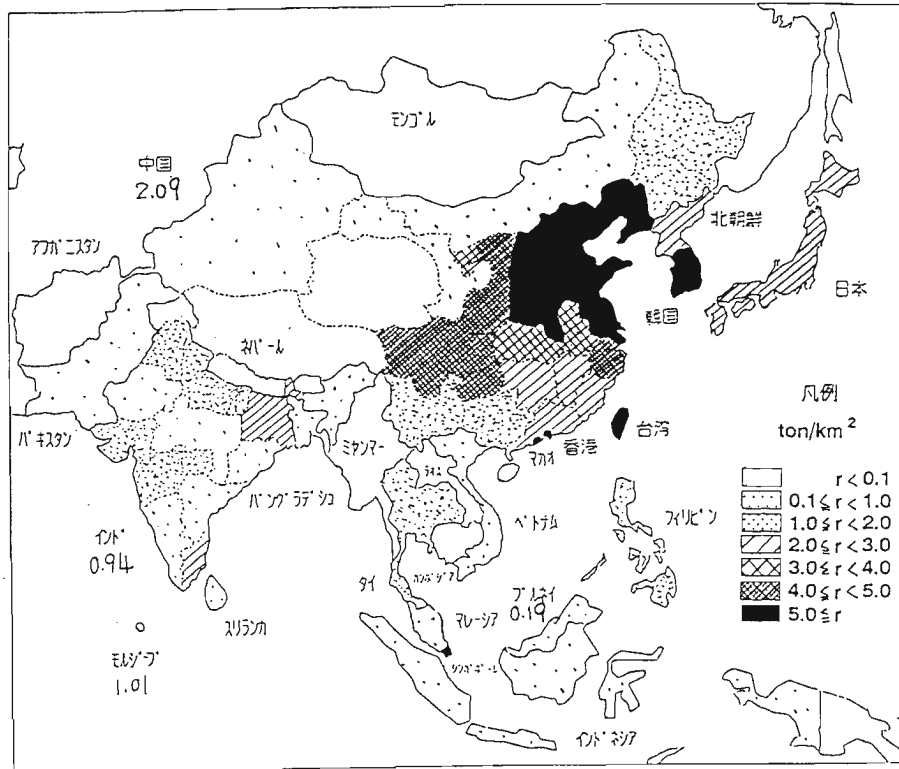 モンゴル
中国
2.09
北朝鮮
アフガニスタン
日本
韓国
ネパール
凡例
ton/km²
台湾
パキスタン
ミャンマー
マカオ
香港
ラオス
r<0.1
0.1≦r<1.0
1.0≦r<2.0
2.0≦r<3.0
3.0≦r<4.0
4.0≦r<5.0
5.0≦r
バングラデシュ
ベトナム
フィリピン
インド
0.94
タイ
カンボジア
ブルネイ
0.19
スリランカ
マレーシア
シンガポール
モルジブ
1.01
インドネシア